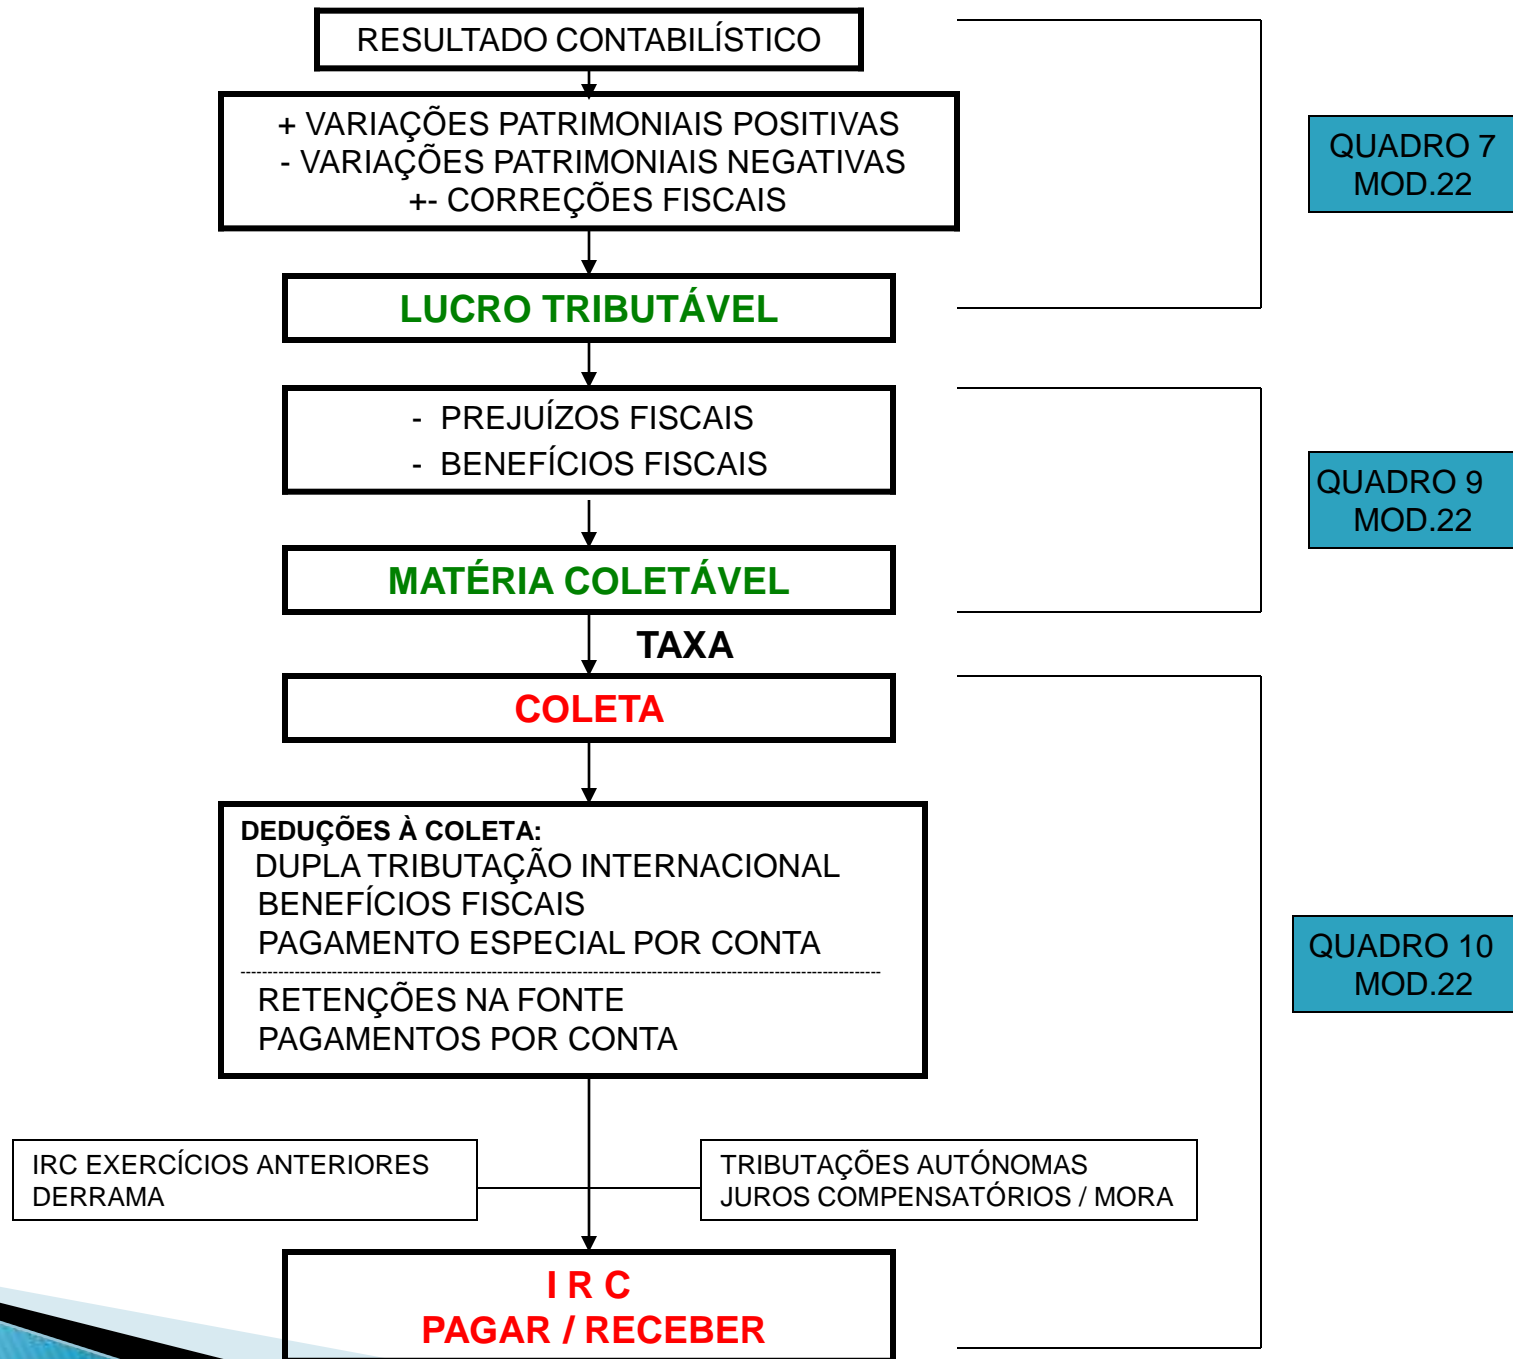 RESULTADO CONTABILÍSTICO
+ VARIAÇÕES PATRIMONIAIS POSITIVAS
- VARIAÇÕES PATRIMONIAIS NEGATIVAS
+- CORREÇÕES FISCAIS
QUADRO 7
MOD.22
LUCRO TRIBUTÁVEL
- PREJUÍZOS FISCAIS
- BENEFÍCIOS FISCAIS
QUADRO 9
MOD.22
MATÉRIA COLETÁVEL
TAXA
COLETA
DEDUÇÕES À COLETA:
DUPLA TRIBUTAÇÃO INTERNACIONAL
BENEFÍCIOS FISCAIS
PAGAMENTO ESPECIAL POR CONTA
RETENÇÕES NA FONTE
PAGAMENTOS POR CONTA
QUADRO 10
MOD.22
IRC EXERCÍCIOS ANTERIORES
DERRAMA
TRIBUTAÇÕES AUTÓNOMAS
JUROS COMPENSATÓRIOS / MORA
I R C
PAGAR / RECEBER